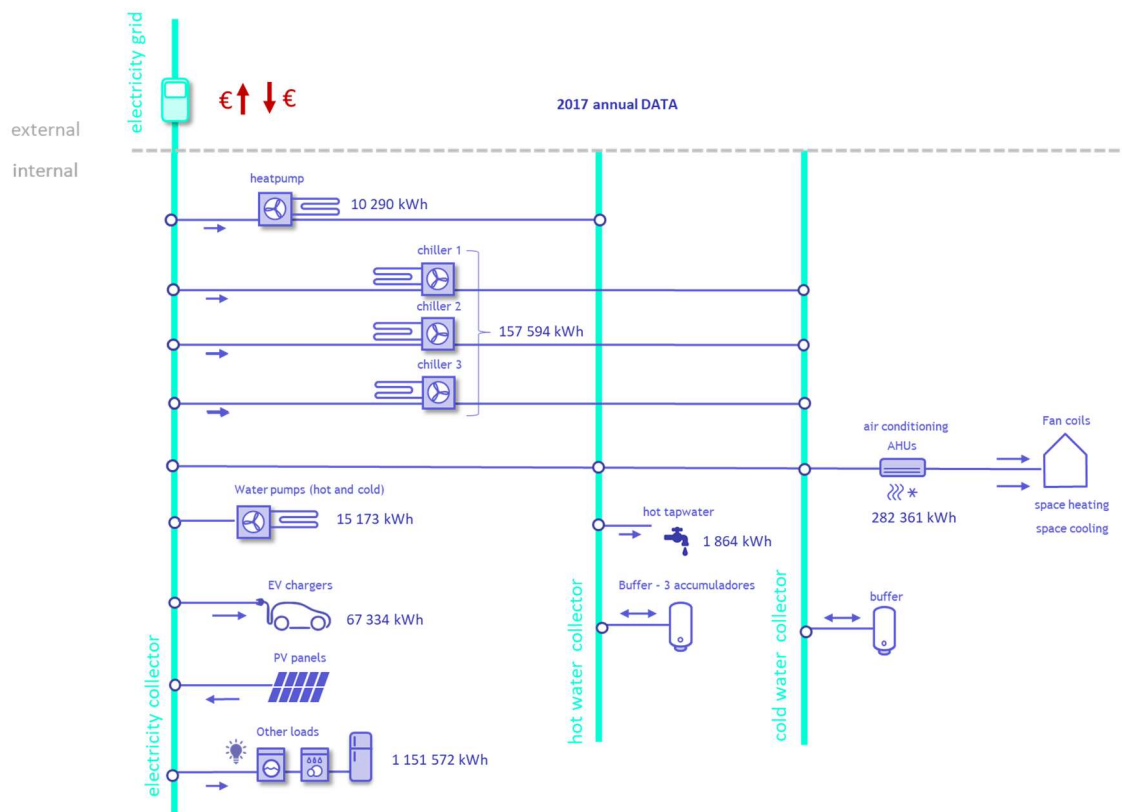 electricity grid
€ €
2017 annual DATA
external
internal
heatpump
10 290 kWh
chiller 1
chiller 2
157 594 kWh
chiller 3
air conditioning
AHUs
Fan coils
*
282 361 kWh
space heating
space cooling
Water pumps (hot and cold)
15 173 kWh
hot tapwater
1 864 kWh
EV chargers
67 334 kWh
Buffer - 3 accumuladores
buffer
PV panels
Other loads
1 151 572 kWh
electricity collector
hot water collector
cold water collector